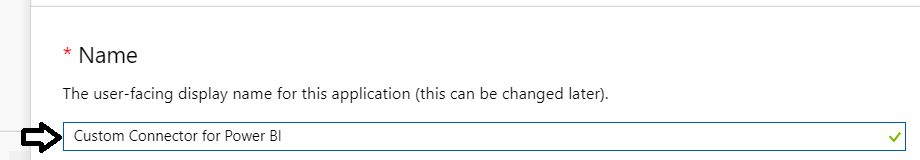 * Name
The user-facing display name for this application (this can be changed later).
Custom Connector for Power BI